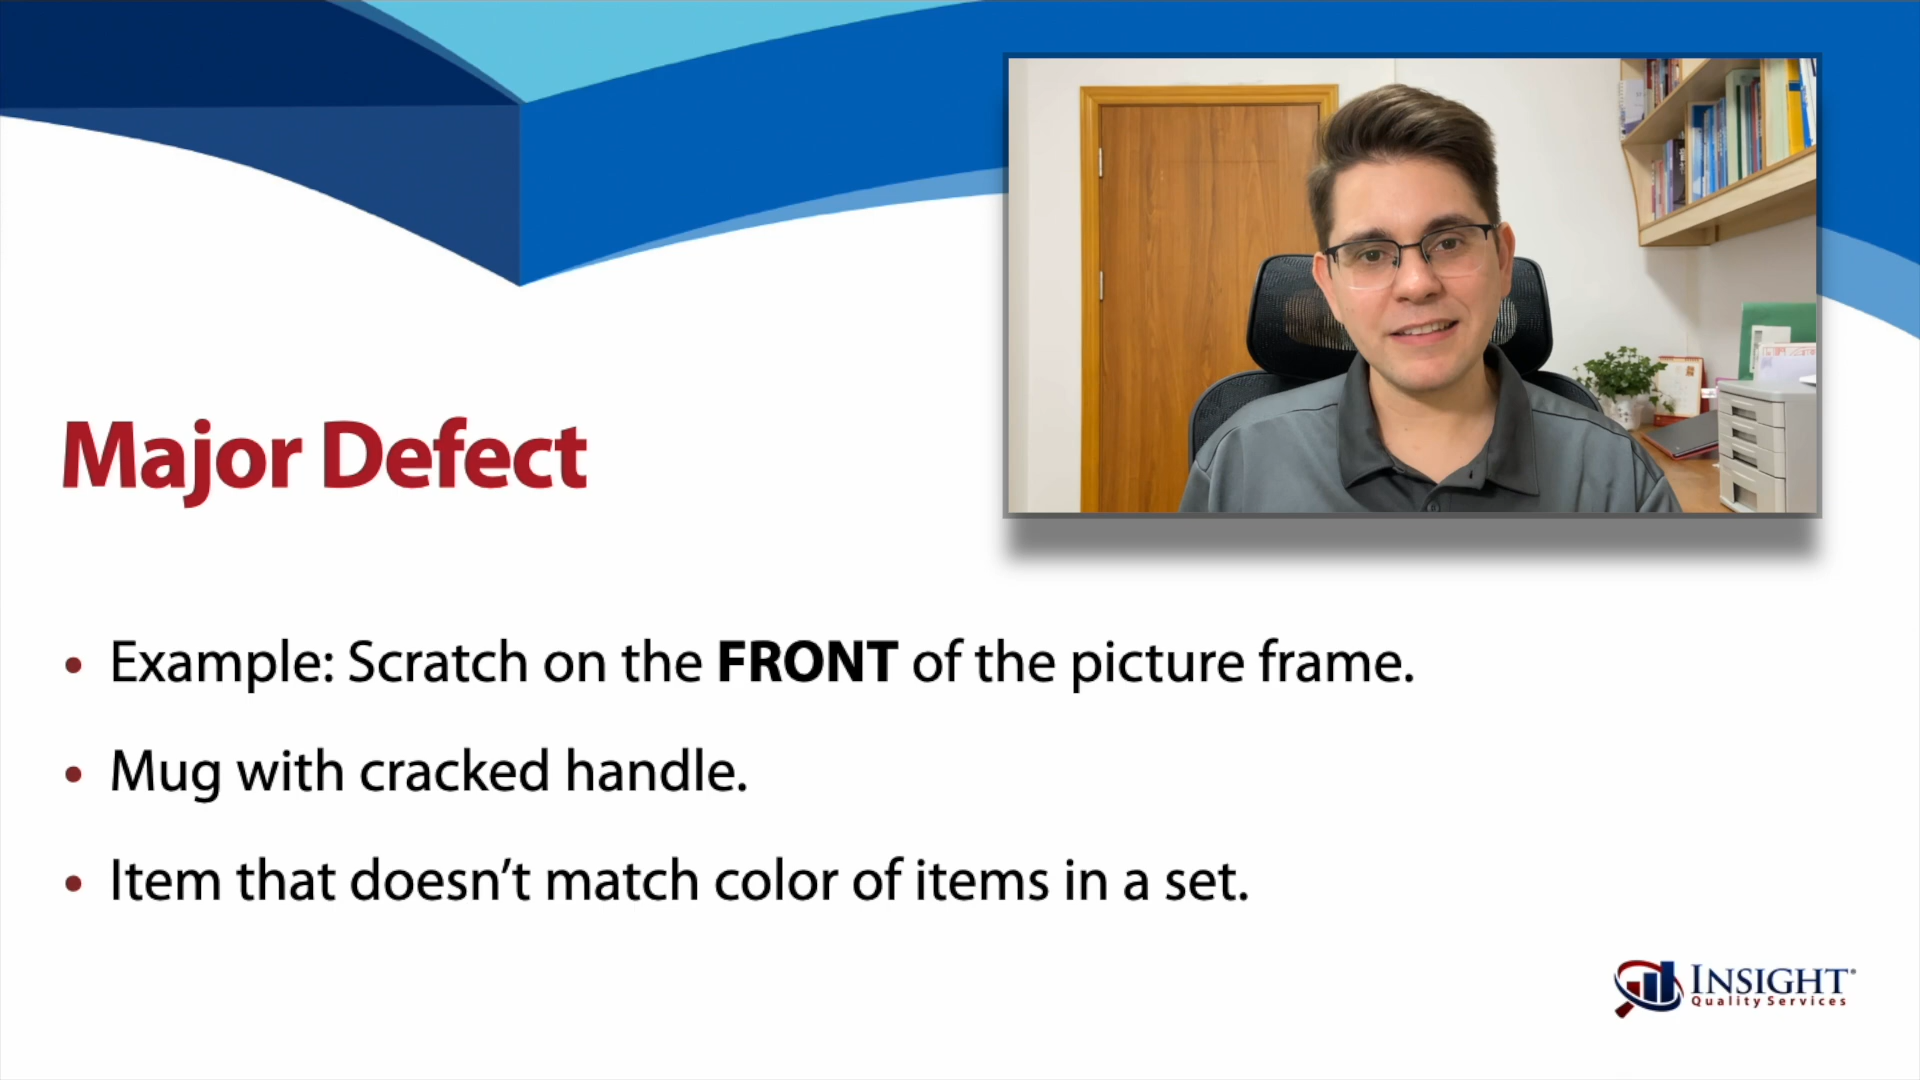 Major Defect
• Example: Scratch on the FRONT of the picture frame.
• Mug with cracked handle.
• Item that doesn’t match color of items in a set.
INSIGHT®
Quality Services